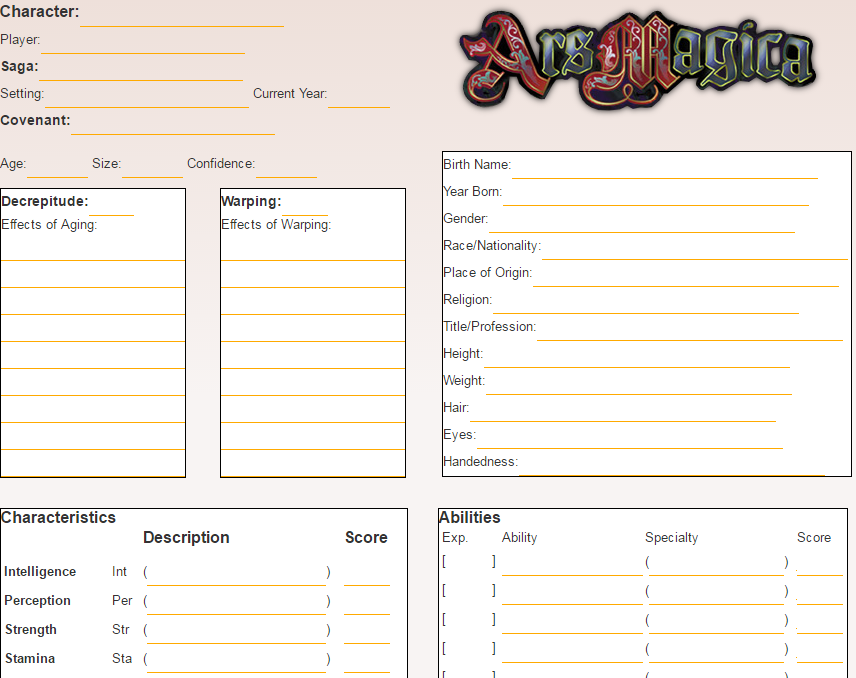 Character:
Player:
Saga:
Setting: Current Year:
Covenant:
Age: Size: Confidence:
Decrepitude:
Effects of Aging:
Warping:
Effects of Warping:
Ars Magica
Birth Name:
Year Born:
Gender:
Race/Nationality:
Place of Origin:
Religion:
Title/Profession:
Height:
Weight:
Hair:
Eyes:
Handedness:
Characteristics
Description Score
Intelligence Int ( )
Perception Per ( )
Strength Str ( )
Stamina Sta ( )
Abilities
Exp. Ability Specialty Score
[ ] ( )
[ ] ( )
[ ] ( )
[ ] ( )
[ ] ( )